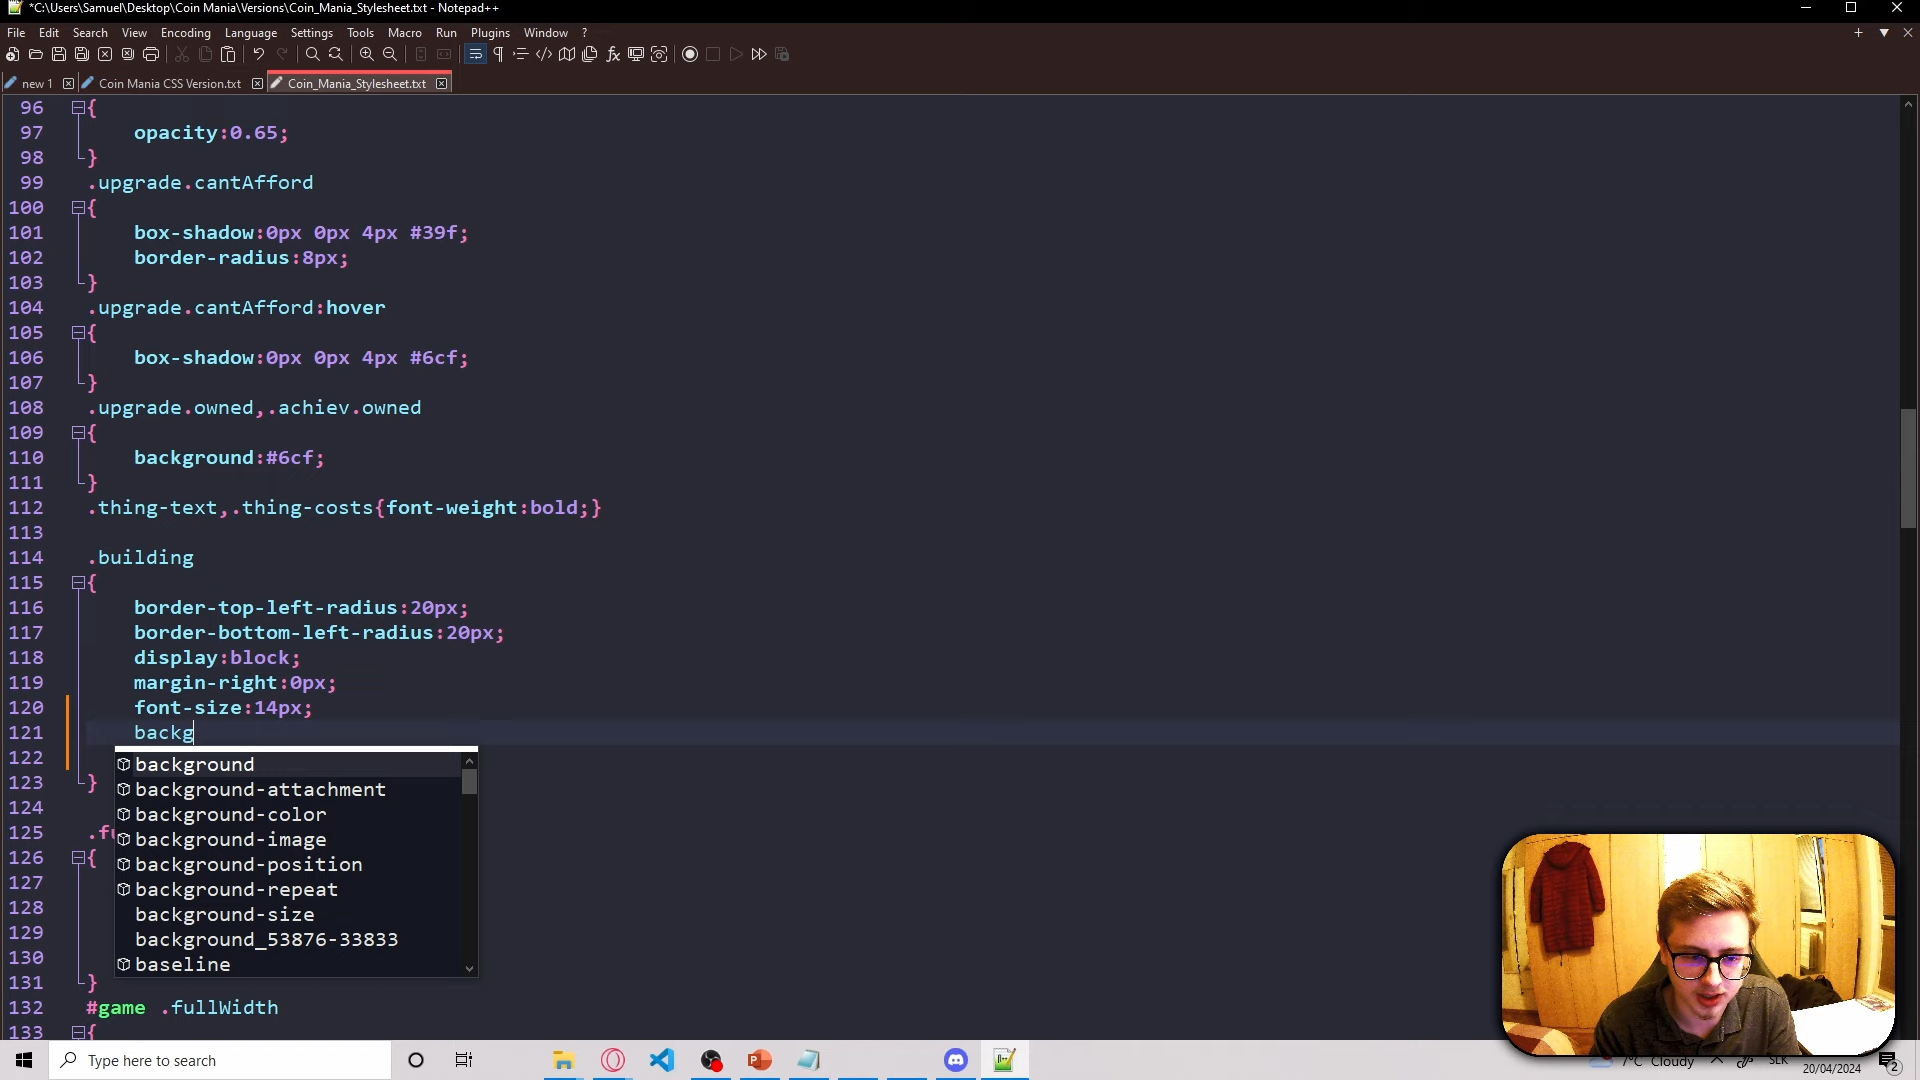 *C:\Users\Samuel\Desktop\Coin Mania\Versions\Coin_Mania_Stylesheet.txt - Notepad++
File Edit Search View Encoding Language Settings Tools Macro Run Plugins Window ?
new 1 Coin Mania CSS Version.txt Coin_Mania_Stylesheet.txt
96 {
97 opacity:0.65;
98 }
99 .upgrade.cantAfford
100 {
101 box-shadow:0px 0px 4px #39f;
102 border-radius:8px;
103 }
104 .upgrade.cantAfford:hover
105 {
106 box-shadow:0px 0px 4px #6cf;
107 }
108 .upgrade.owned,.achiev.owned
109 {
110 background:#6cf;
111 }
112 .thing-text,.thing-costs{font-weight:bold;}
113
114 .building
115 {
116 border-top-left-radius:20px;
117 border-bottom-left-radius:20px;
118 display:block;
119 margin-right:0px;
120 font-size:14px;
121 backg
122 background
123 } background-attachment
124 background-color
125 .fu background-image
126 { background-position
127 background-repeat
128 background-size
129 background_53876-33833
130 baseline
131 }
132 #game .fullWidth
133 {
Type here to search
7°C Cloudy
SLK
20/04/2024
2